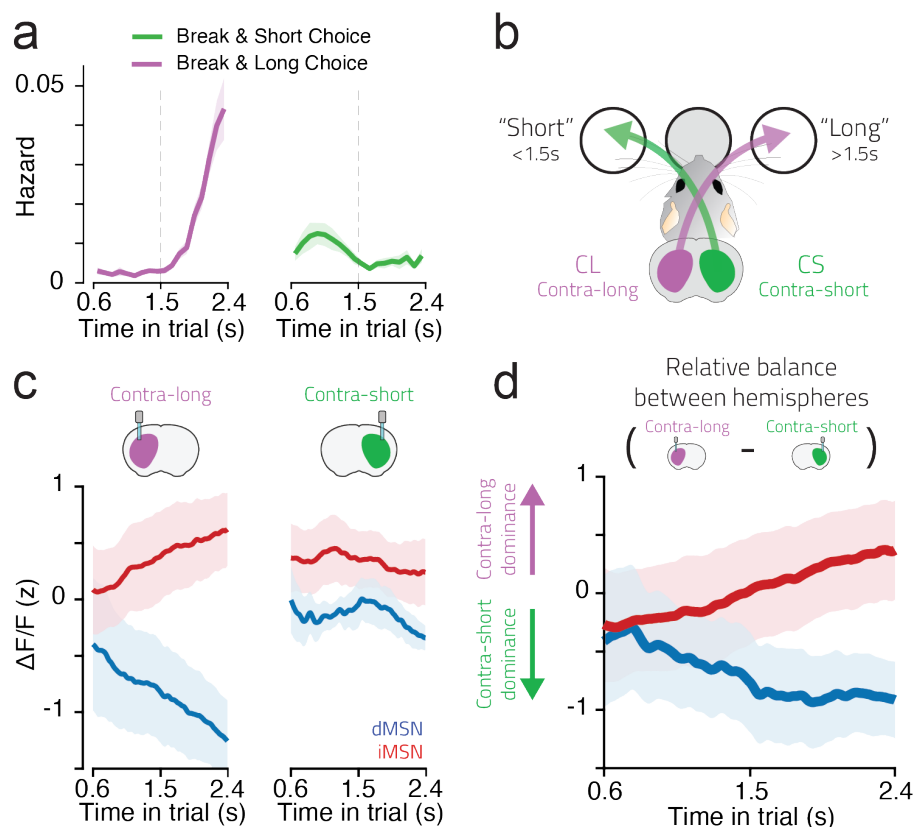 a
Break & Short Choice
Break & Long Choice
0.05
0
Hazard
0.6 1.5 2.4
Time in trial (s)
0.6 1.5 2.4
Time in trial (s)
b
“Short”
<1.5s
“Long”
>1.5s
CL
Contra-long
CS
Contra-short
c
Contra-long
Contra-short
1
0
-1
ΔF/F (z)
dMSN
iMSN
0.6 1.5 2.4
Time in trial (s)
0.6 1.5 2.4
Time in trial (s)
d
Relative balance
between hemispheres
( Contra-long - Contra-short )
Contra-long
dominance
Contra-short
dominance
1
0
-1
0.6 1.5 2.4
Time in trial (s)